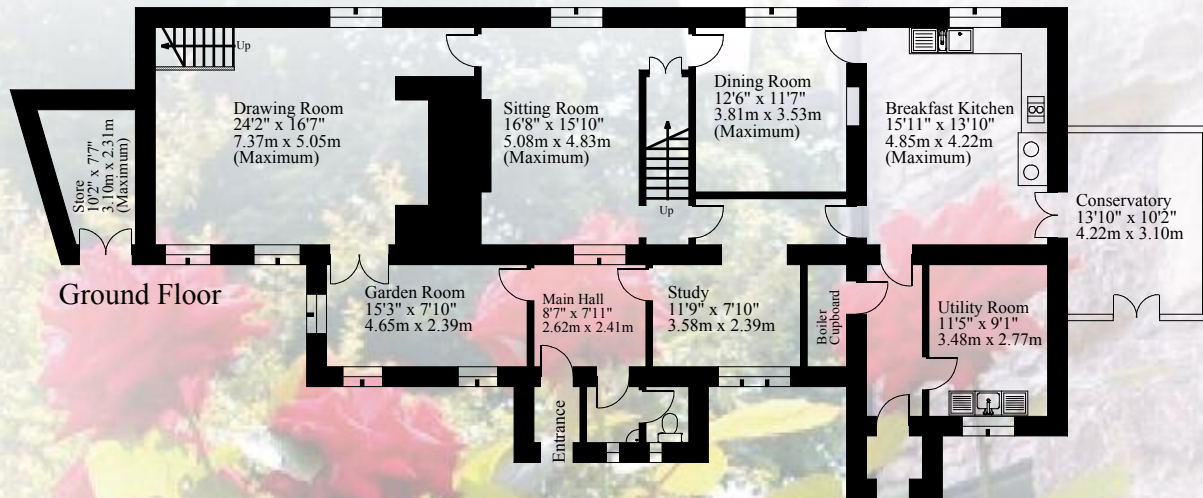 Up
Drawing Room
24'2" x 16'7"
7.37m x 5.05m
(Maximum)
Sitting Room
16'8" x 15'10"
5.08m x 4.83m
(Maximum)
Up
Dining Room
12'6" x 11'7"
3.81m x 3.53m
(Maximum)
Breakfast Kitchen
15'11" x 13'10"
4.85m x 4.22m
(Maximum)
Store
10'2" x 7'7"
3.10m x 2.31m
(Maximum)
Conservatory
13'10" x 10'2"
4.22m x 3.10m
Ground Floor
Garden Room
15'3" x 7'10"
4.65m x 2.39m
Main Hall
8'7" x 7'11"
2.62m x 2.41m
Study
11'9" x 7'10"
3.58m x 2.39m
Boiler
Cupboard
Utility Room
11'5" x 9'1"
3.48m x 2.77m
Entrance